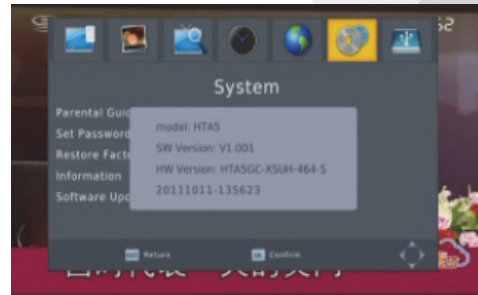 System
Parental Guid
Set Password
Restore Facto
Information
Software Upd
model: HTA5
SW Version: V1.001
HW Version: HTA5GC-XSUH-464-S
20111011-135623
Return
Confirm